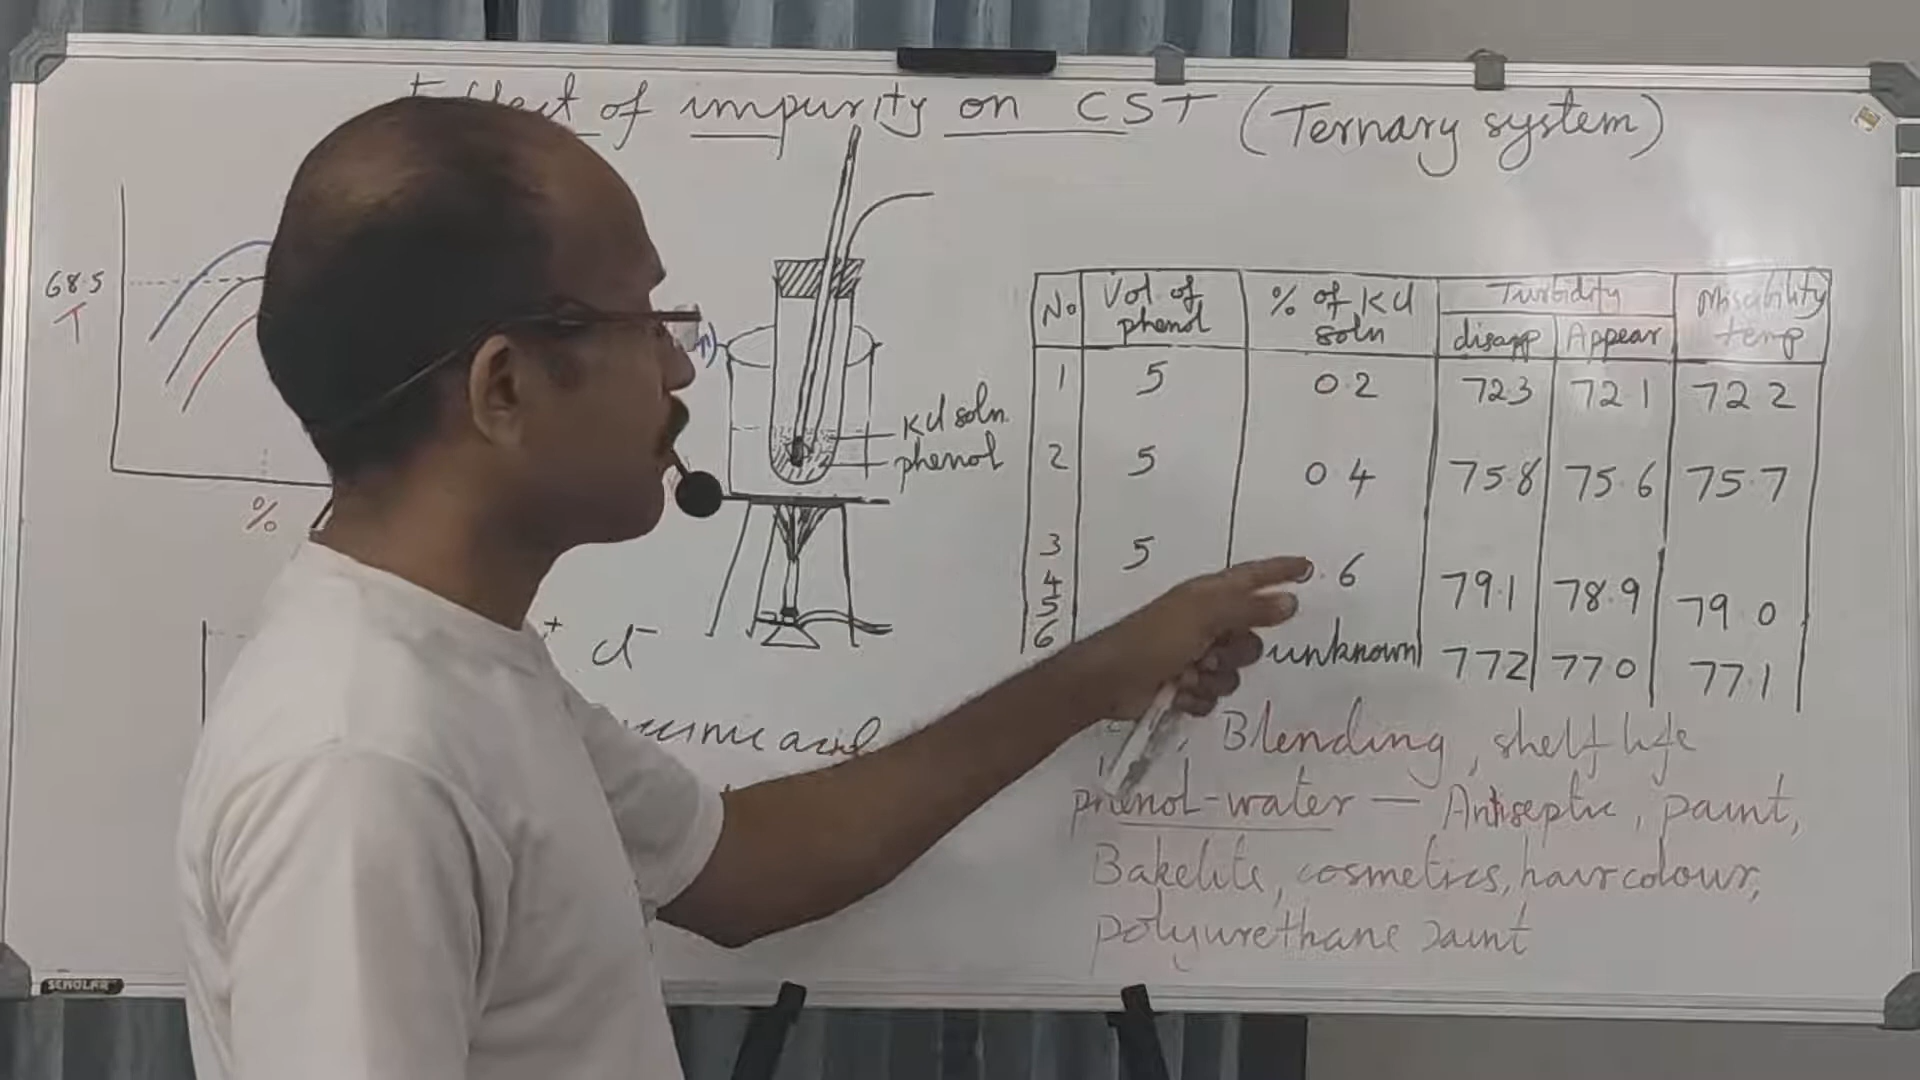 Effect of impurity on CST (Ternary system)
68.5
T
%
KCl soln
phenol
Cl-
No
Vol of phenol
% of KCl soln
Turbidity
disapp
Appear
Miscibility temp
1 5 0.2 72.3 72.1 72.2
2 5 0.4 75.8 75.6 75.7
3 5 .6 79.1 78.9 79.0
4
5
6 unknown 77.2 77.0 77.1
Blending, shelf life
phenol-water — Antiseptic, paint,
Bakelite, cosmetics, hair colour,
polyurethane paint
acid
SCHOLAR